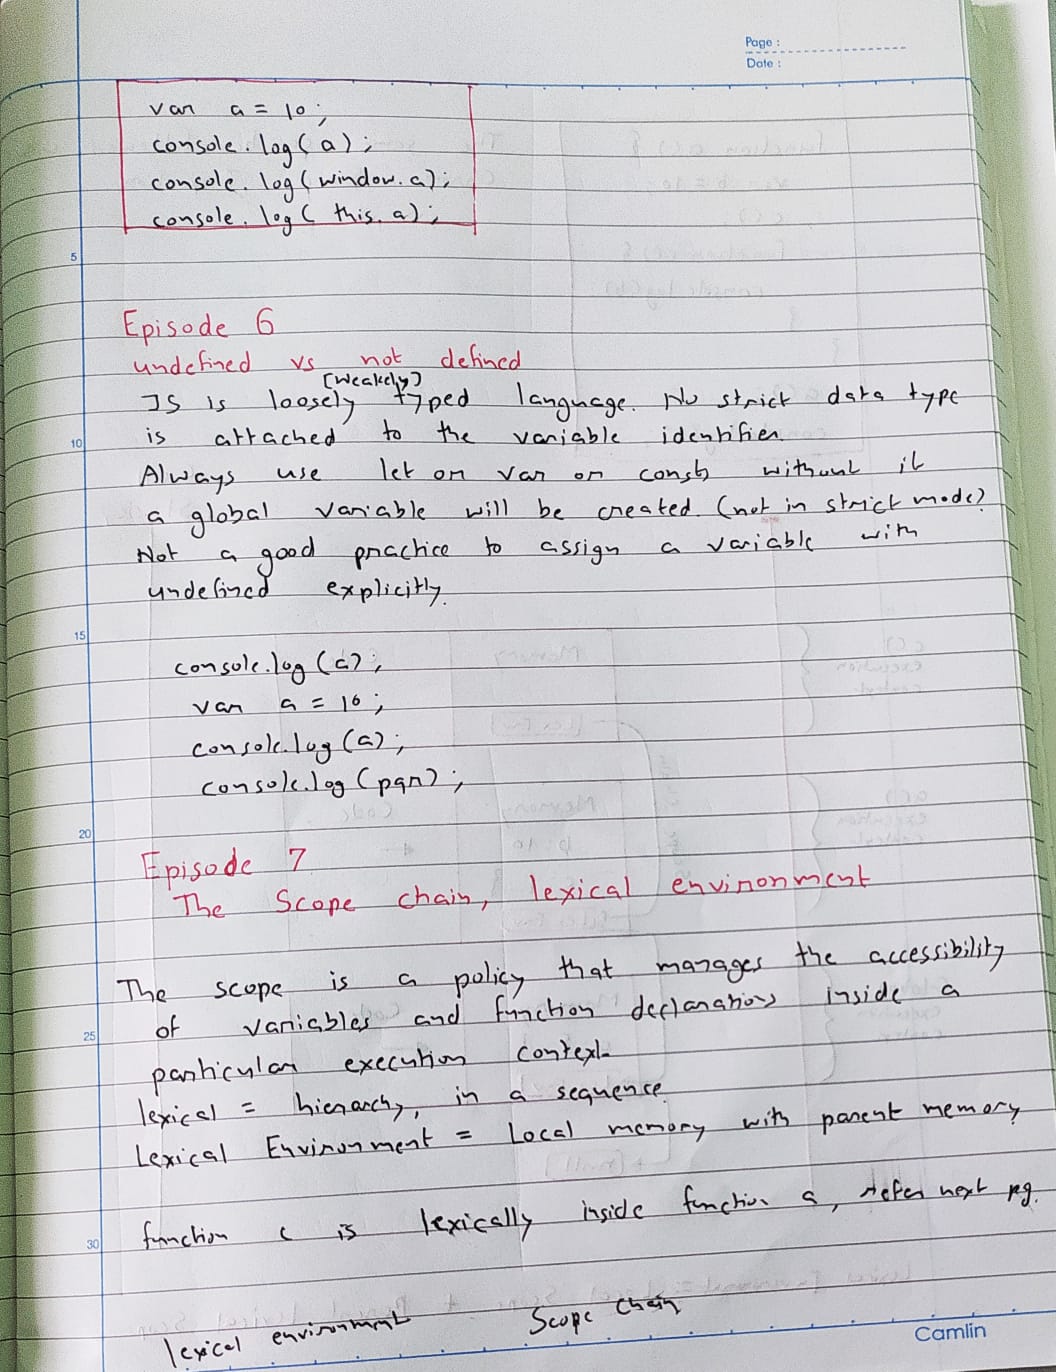 Page :
Date :
var a = 10;
console.log(a);
console.log(window.a);
console.log( this.a);
5
Episode 6
undefined vs not defined
[weakely]
JS is loosely typed language. No strict data type
10 is attached to the variable identifier.
Always use let or var or const, without it
a global variable will be created. (not in strict mode)
Not a good practice to assign a variable with
undefined explicitly.
15
console.log(a);
var a = 10;
console.log(a);
console.log(pqr);
20
Episode 7
The Scope chain, lexical environment
The scope is a policy that manages the accessibility
25 of variables and function declarations inside a
particular execution context
lexical = hierarchy, in a sequence.
Lexical Environment = Local memory with parent memory
30 function c is lexically inside function a, refer next pg.
lexical environment Scope chain
Camlin